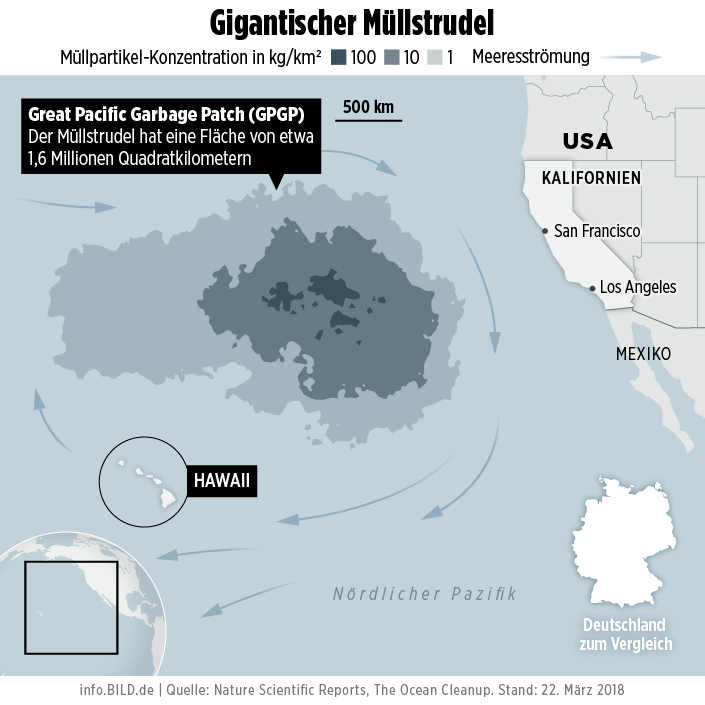 Gigantischer Müllstrudel
Müllpartikel-Konzentration in kg/km² 100 10 1 Meeresströmung
Great Pacific Garbage Patch (GPGP)
Der Müllstrudel hat eine Fläche von etwa
1,6 Millionen Quadratkilometern
500 km
USA
KALIFORNIEN
San Francisco
Los Angeles
MEXIKO
HAWAII
Nördlicher Pazifik
Deutschland
zum Vergleich
info.BILD.de | Quelle: Nature Scientific Reports, The Ocean Cleanup. Stand: 22. März 2018